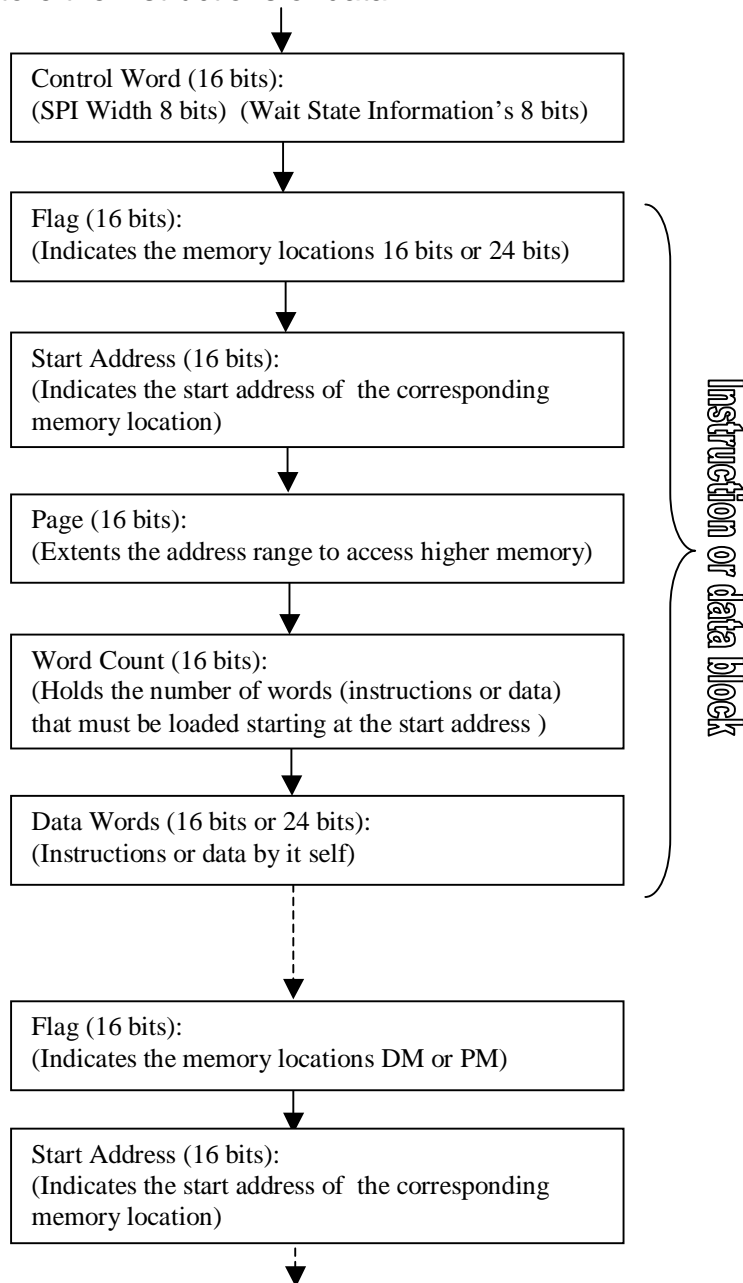 Control Word (16 bits):
(SPI Width 8 bits) (Wait State Information’s 8 bits)
Flag (16 bits):
(Indicates the memory locations 16 bits or 24 bits)
Start Address (16 bits):
(Indicates the start address of the corresponding
memory location)
Page (16 bits):
(Extents the address range to access higher memory)
Word Count (16 bits):
(Holds the number of words (instructions or data)
that must be loaded starting at the start address )
Data Words (16 bits or 24 bits):
(Instructions or data by it self)
Instruction or data block
Flag (16 bits):
(Indicates the memory locations DM or PM)
Start Address (16 bits):
(Indicates the start address of the corresponding
memory location)